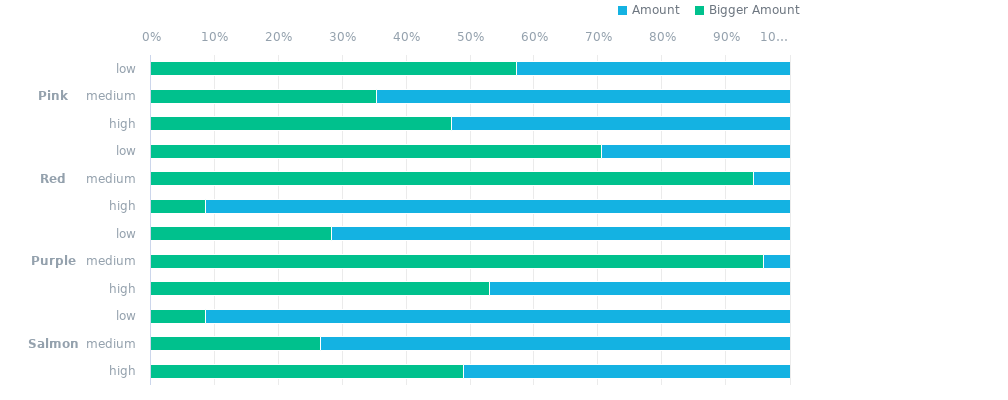 Amount Bigger Amount
0% 10% 20% 30% 40% 50% 60% 70% 80% 90% 10...
low
Pink medium
high
low
Red medium
high
low
Purple medium
high
low
Salmon medium
high